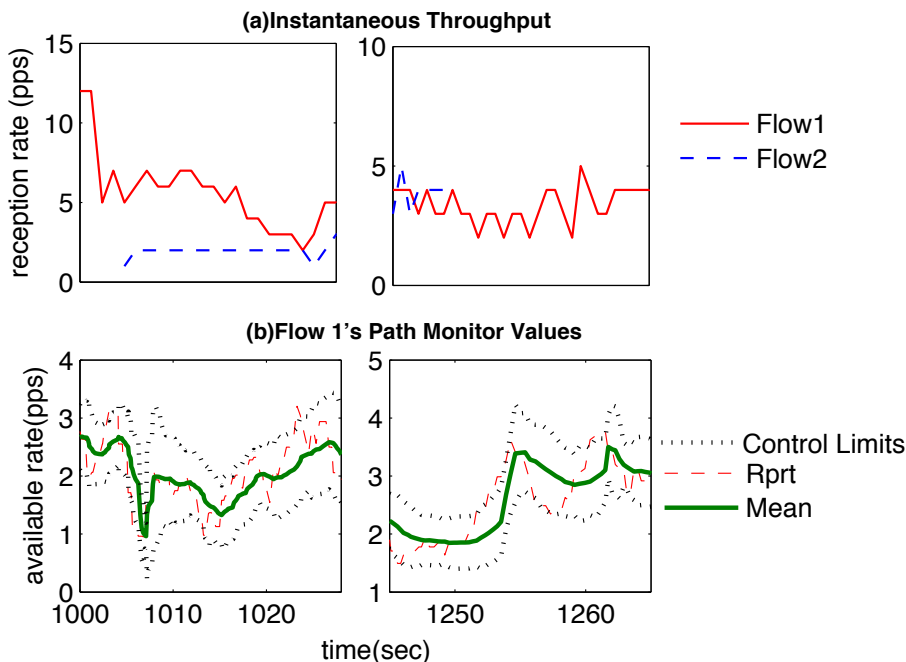 (a)Instantaneous Throughput
reception rate (pps)
15
10
5
0
10
5
0
Flow1
Flow2
(b)Flow 1's Path Monitor Values
available rate(pps)
4
3
2
1
0
1000 1010 1020
5
4
3
2
1
1250 1260
Control Limits
Rprt
Mean
time(sec)